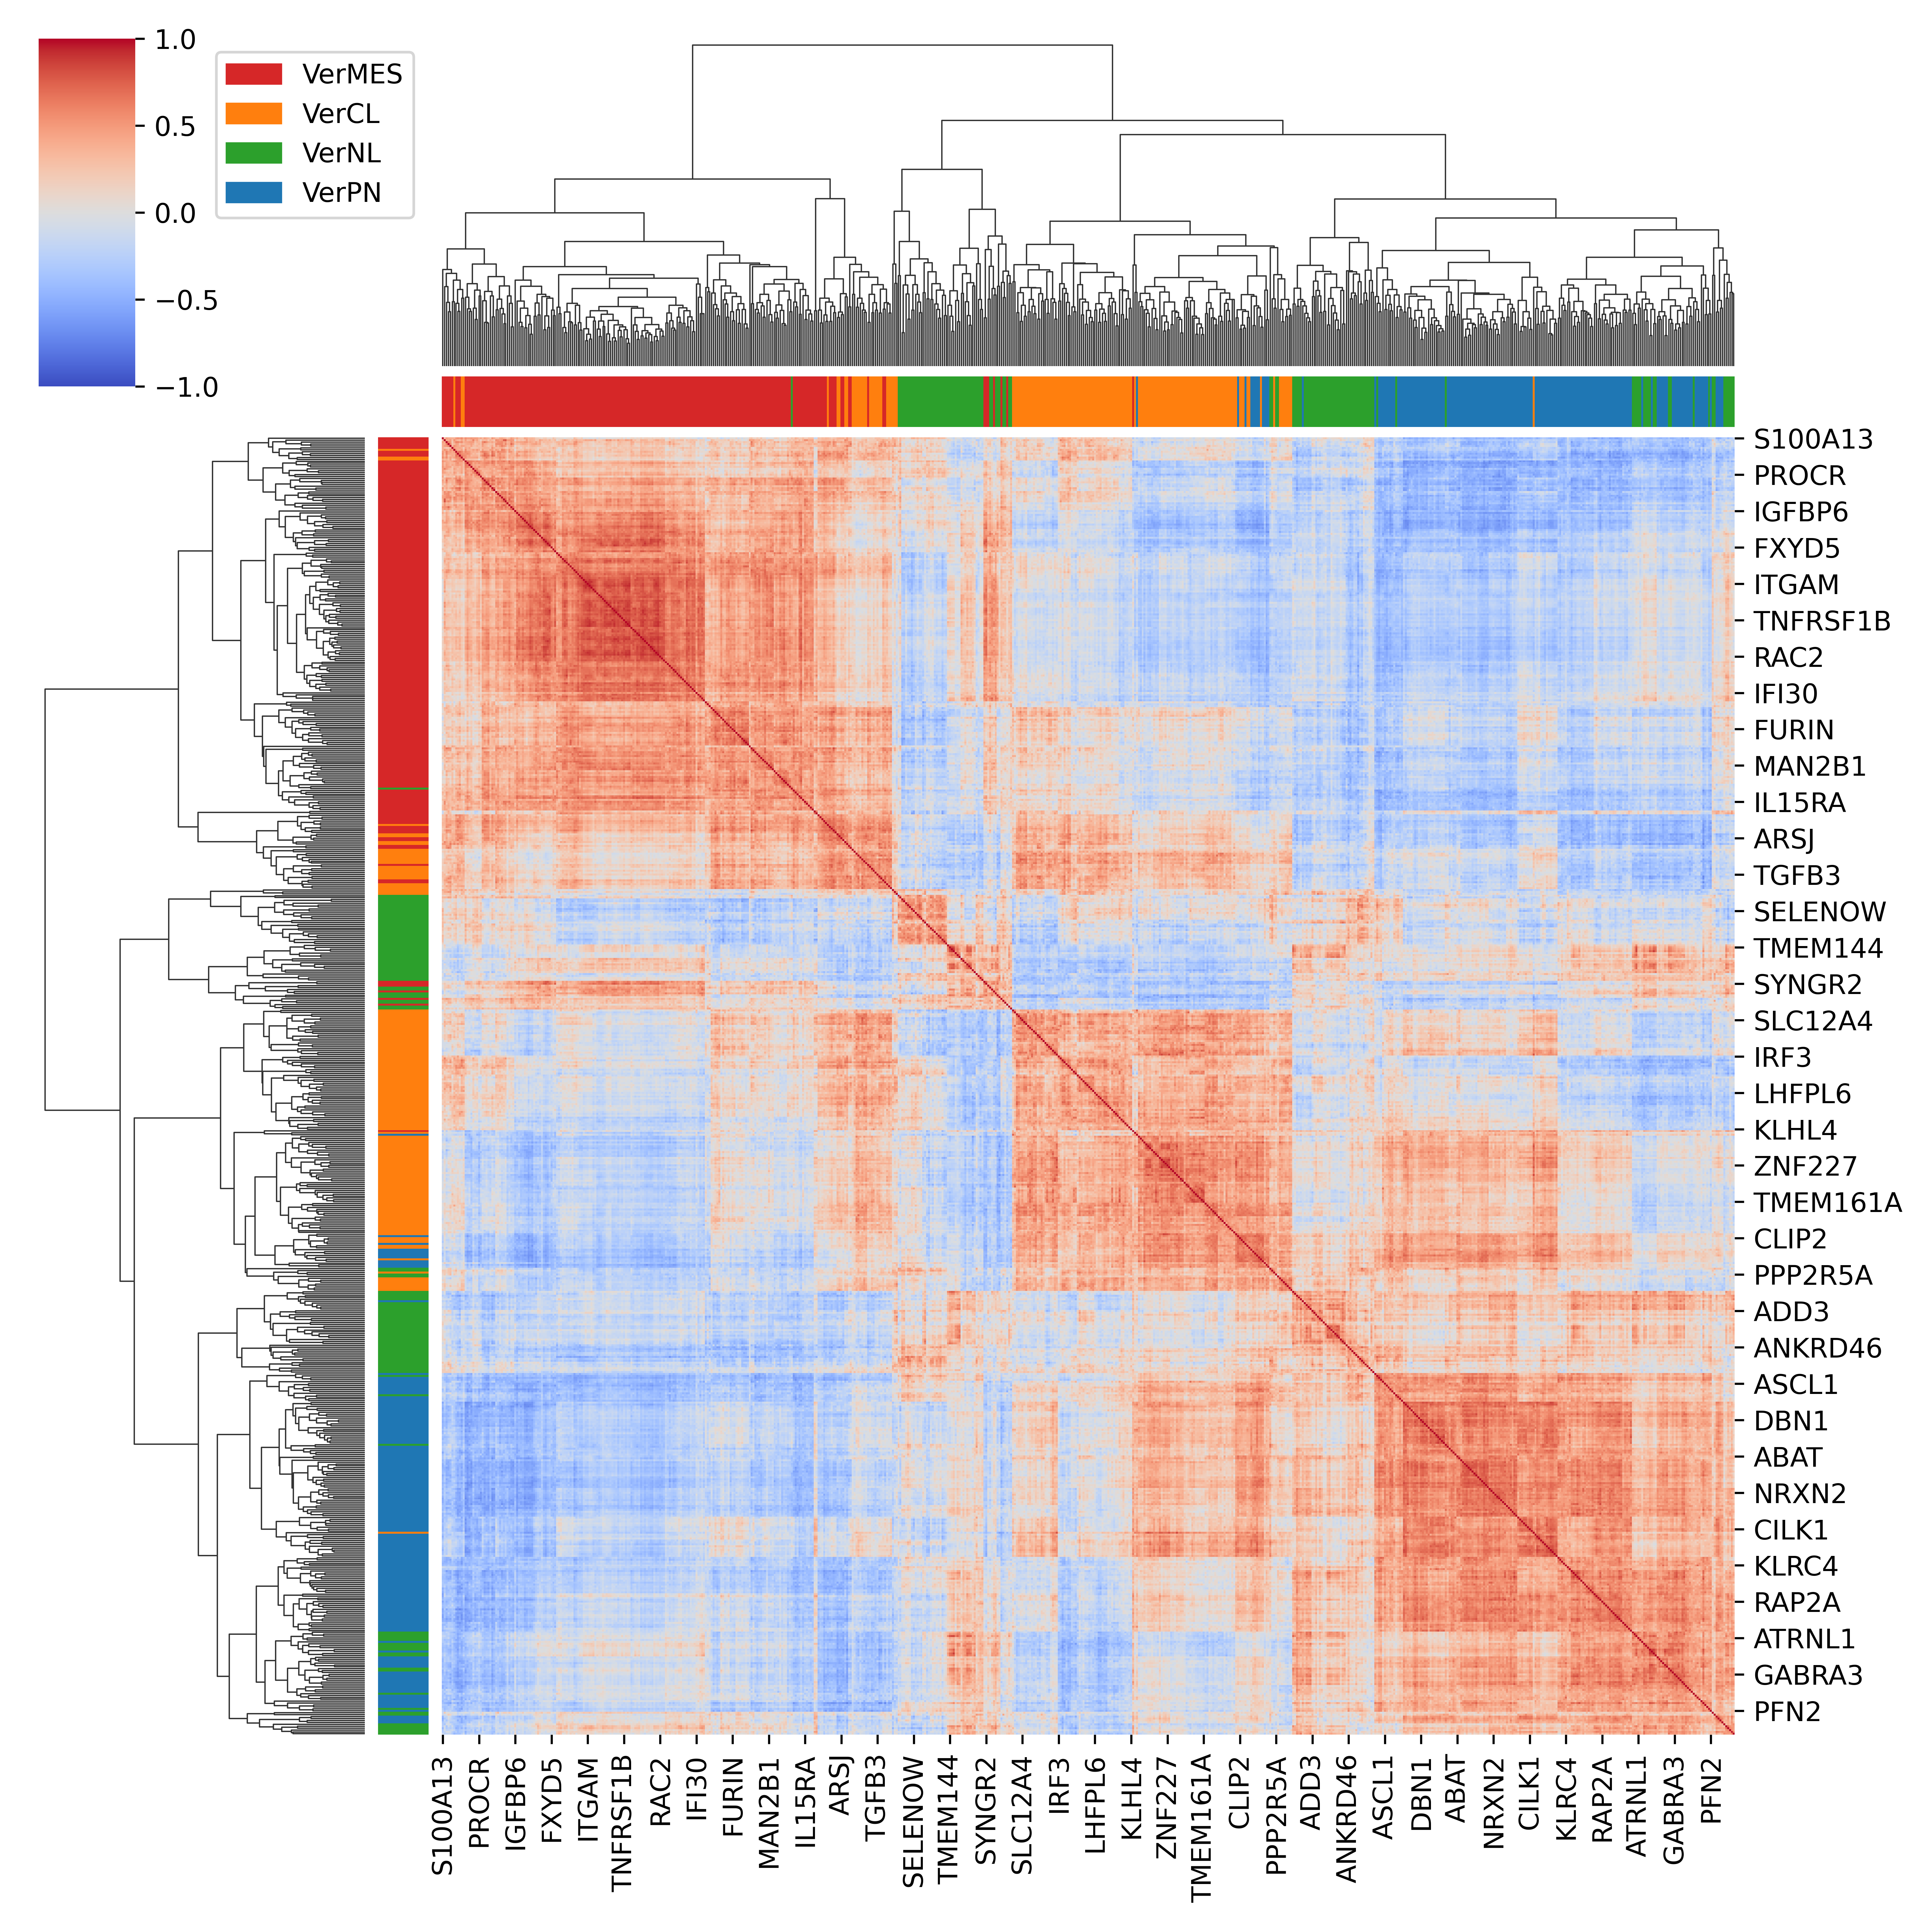 1.0
0.5
0.0
−0.5
−1.0
VerMES
VerCL
VerNL
VerPN
S100A13
PROCR
IGFBP6
FXYD5
ITGAM
TNFRSF1B
RAC2
IFI30
FURIN
MAN2B1
IL15RA
ARSJ
TGFB3
SELENOW
TMEM144
SYNGR2
SLC12A4
IRF3
LHFPL6
KLHL4
ZNF227
TMEM161A
CLIP2
PPP2R5A
ADD3
ANKRD46
ASCL1
DBN1
ABAT
NRXN2
CILK1
KLRC4
RAP2A
ATRNL1
GABRA3
PFN2
S100A13
PROCR
IGFBP6
FXYD5
ITGAM
TNFRSF1B
RAC2
IFI30
FURIN
MAN2B1
IL15RA
ARSJ
TGFB3
SELENOW
TMEM144
SYNGR2
SLC12A4
IRF3
LHFPL6
KLHL4
ZNF227
TMEM161A
CLIP2
PPP2R5A
ADD3
ANKRD46
ASCL1
DBN1
ABAT
NRXN2
CILK1
KLRC4
RAP2A
ATRNL1
GABRA3
PFN2